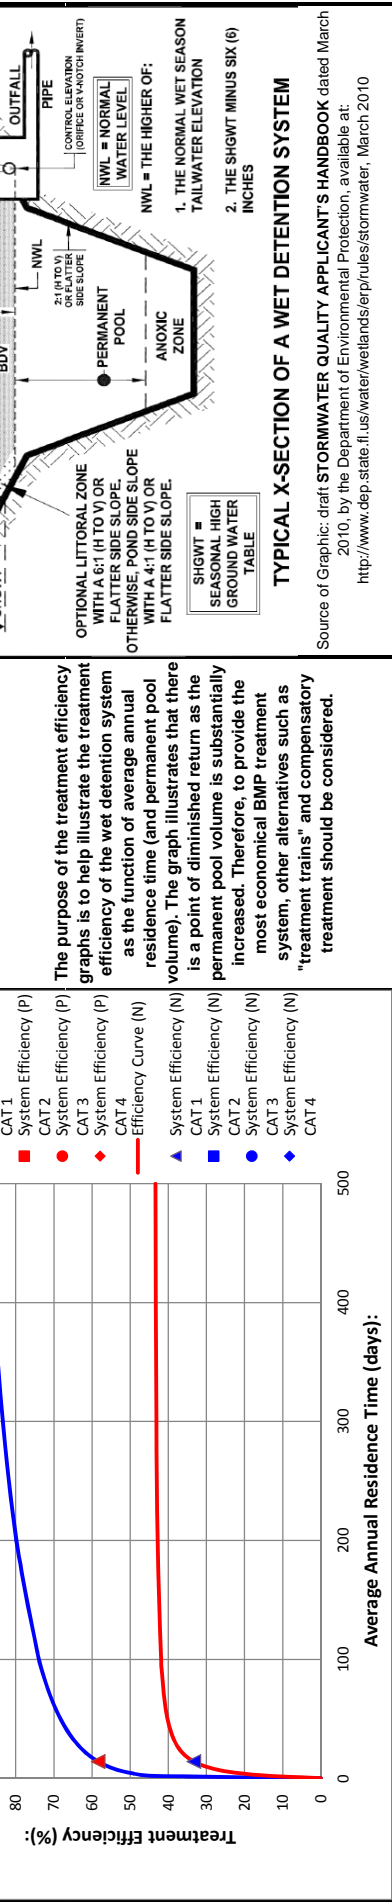 80
70
60
50
40
30
20
10
0
Treatment Efficiency (%):
0
100
200
300
400
500
Average Annual Residence Time (days):
CAT 1
System Efficiency (P)
CAT 2
System Efficiency (P)
CAT 3
System Efficiency (P)
CAT 4
Efficiency Curve (N)
System Efficiency (N)
CAT 1
System Efficiency (N)
CAT 2
System Efficiency (N)
CAT 3
System Efficiency (N)
CAT 4
The purpose of the treatment efficiency
graphs is to help illustrate the treatment
efficiency of the wet detention system
as the function of average annual
residence time (and permanent pool
volume). The graph illustrates that there
is a point of diminished return as the
permanent pool volume is substantially
increased. Therefore, to provide the
most economical BMP treatment
system, other alternatives such as
"treatment trains" and compensatory
treatment should be considered.
OPTIONAL LITTORAL ZONE
WITH A 6:1 (H TO V) OR
FLATTER SIDE SLOPE.
OTHERWISE, POND SIDE SLOPE
WITH A 4:1 (H TO V) OR
FLATTER SIDE SLOPE.
SHGWT =
SEASONAL HIGH
GROUND WATER
TABLE
BDV
PERMANENT
POOL
ANOXIC
ZONE
NWL
2:1 (H TO V)
OR FLATTER
SIDE SLOPE
OUTFALL
PIPE
CONTROL ELEVATION
(ORIFICE OR V-NOTCH INVERT)
NWL = NORMAL
WATER LEVEL
NWL = THE HIGHER OF:
1. THE NORMAL WET SEASON
TAILWATER ELEVATION
2. THE SHGWT MINUS SIX (6)
INCHES
TYPICAL X-SECTION OF A WET DETENTION SYSTEM
Source of Graphic: draft STORMWATER QUALITY APPLICANT'S HANDBOOK dated March
2010, by the Department of Environmental Protection, available at:
http://www.dep.state.fl.us/water/wetlands/erp/rules/stormwater, March 2010